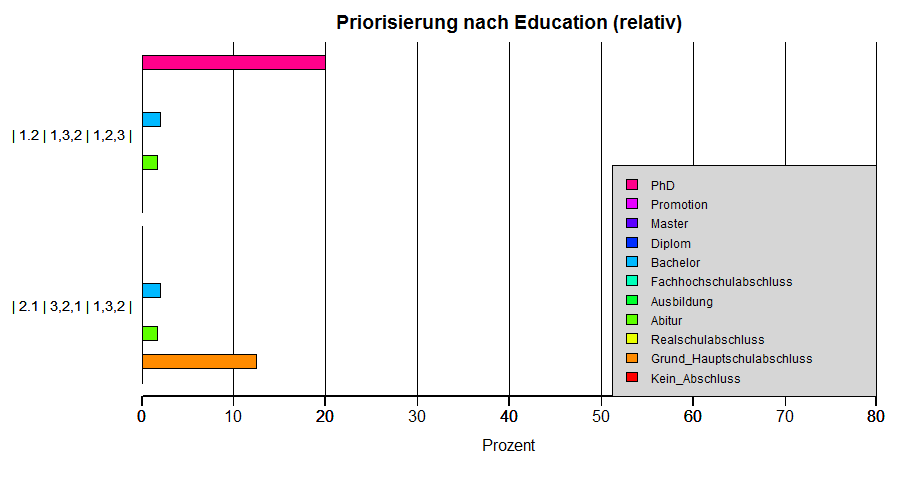 Priorisierung nach Education (relativ)
| 1.2 | 1,3,2 | 1,2,3 |
| 2.1 | 3,2,1 | 1,3,2 |
PhD
Promotion
Master
Diplom
Bachelor
Fachhochschulabschluss
Ausbildung
Abitur
Realschulabschluss
Grund_Hauptschulabschluss
Kein_Abschluss
0 10 20 30 40 50 60 70 80
Prozent